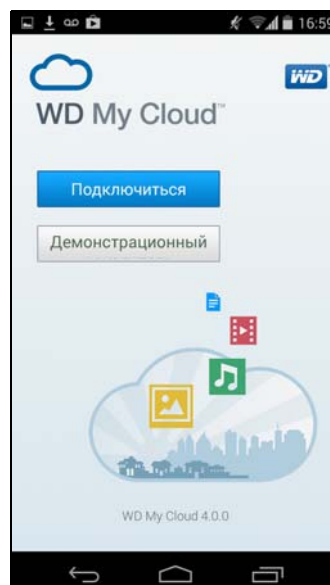 16:59
WD
WD My Cloud™
Подключиться
Демонстрационный
WD My Cloud 4.0.0